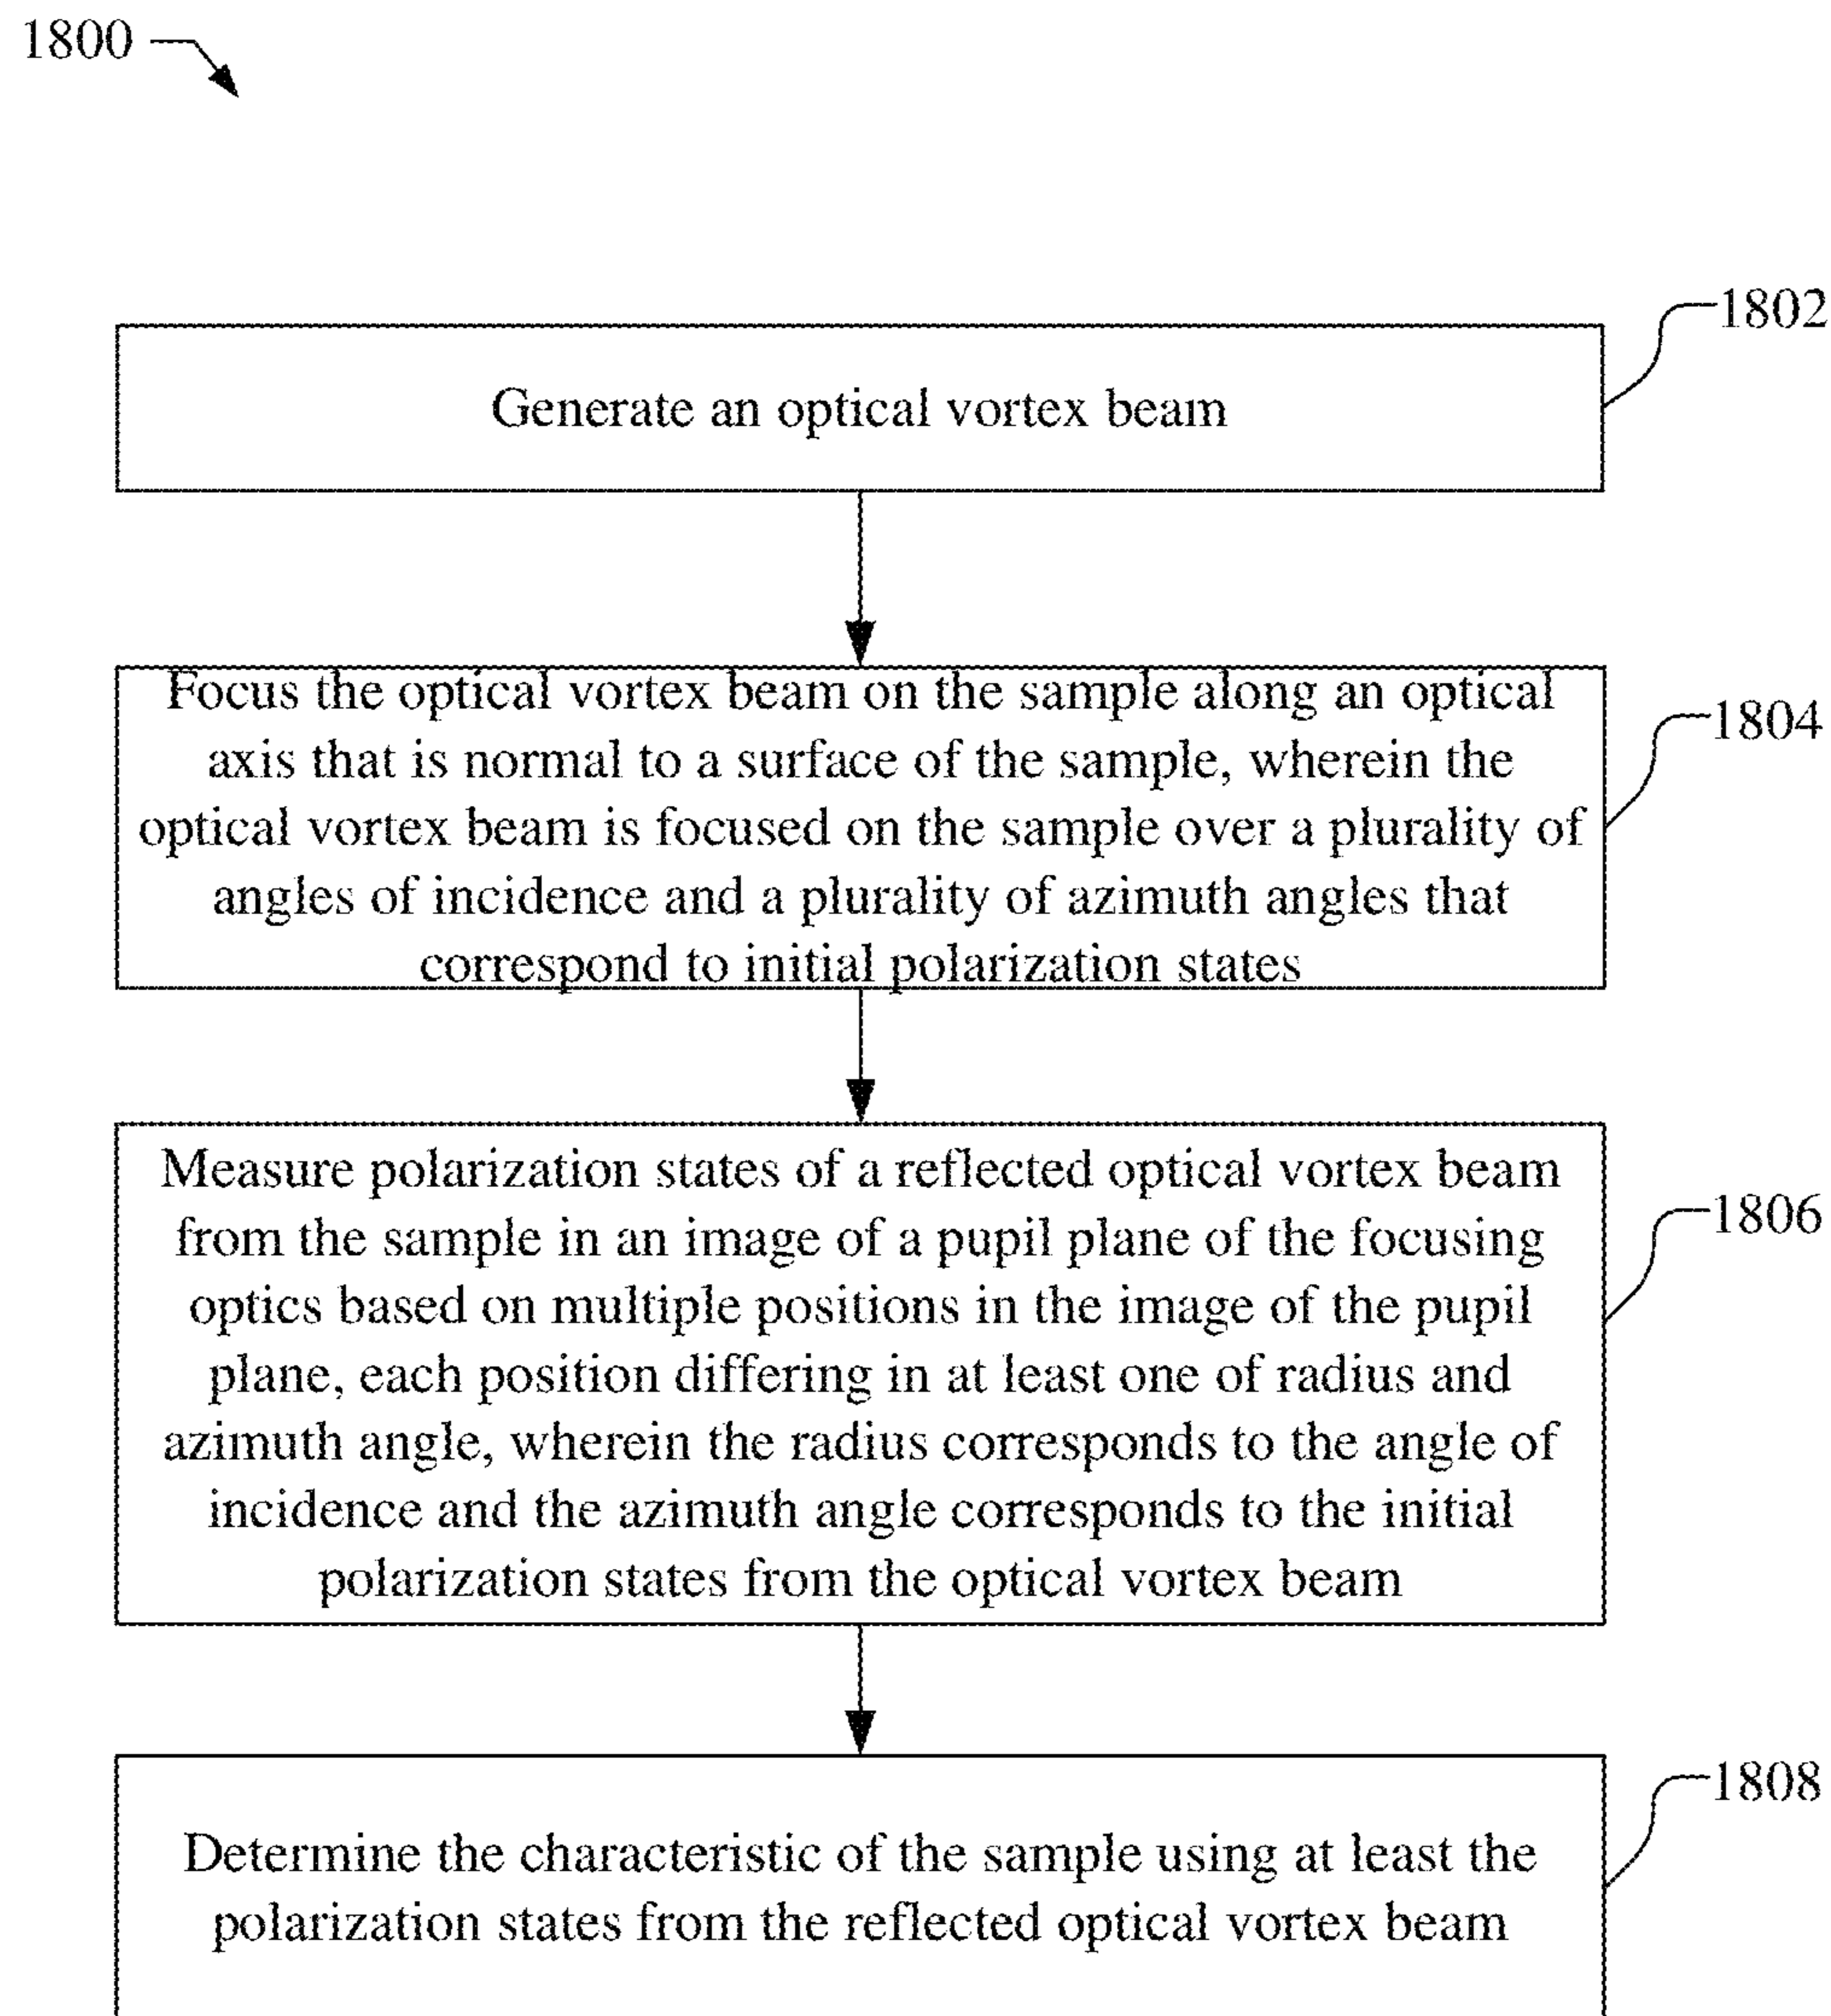 1800
1802
Generate an optical vortex beam
Focus the optical vortex beam on the sample along an optical
axis that is normal to a surface of the sample, wherein the
optical vortex beam is focused on the sample over a plurality of
angles of incidence and a plurality of azimuth angles that
correspond to initial polarization states
1804
Measure polarization states of a reflected optical vortex beam
from the sample in an image of a pupil plane of the focusing
optics based on multiple positions in the image of the pupil
plane, each position differing in at least one of radius and
azimuth angle, wherein the radius corresponds to the angle of
incidence and the azimuth angle corresponds to the initial
polarization states from the optical vortex beam
1806
Determine the characteristic of the sample using at least the
polarization states from the reflected optical vortex beam
1808